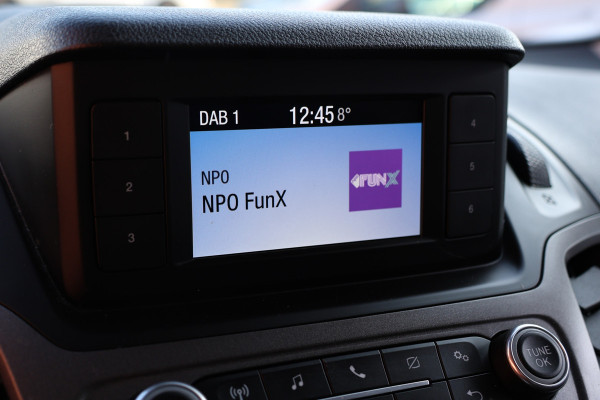 DAB 1 12:45 8°
NPO
NPO FunX
FUNX
1
2
3
4
5
6
TUNE
OK